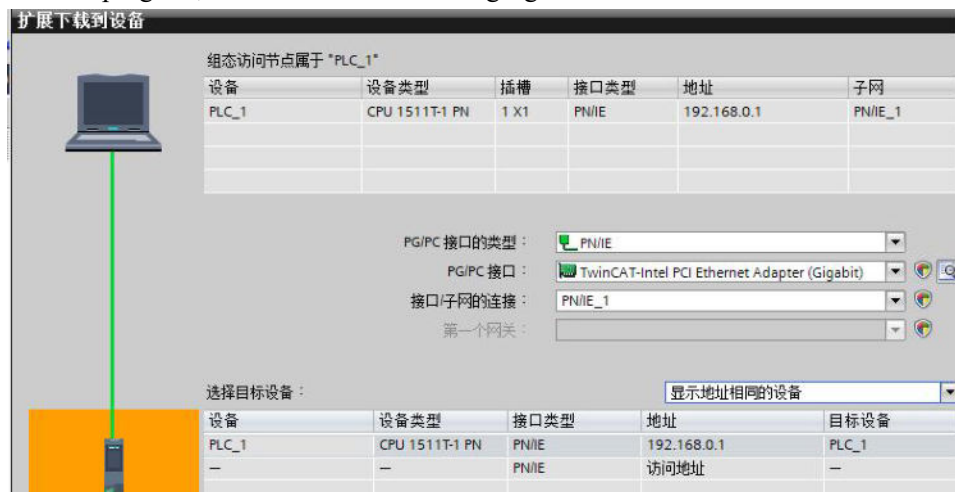 扩展下载到设备
组态访问节点属于 "PLC_1"
设备 设备类型 插槽 接口类型 地址 子网
PLC_1 CPU 1511T-1 PN 1 X1 PN/IE 192.168.0.1 PN/IE_1
PG/PC 接口的类型： PN/IE
PG/PC 接口： TwinCAT-Intel PCI Ethernet Adapter (Gigabit)
接口/子网的连接： PN/IE_1
第一个网关：
选择目标设备： 显示地址相同的设备
设备 设备类型 接口类型 地址 目标设备
PLC_1 CPU 1511T-1 PN PN/IE 192.168.0.1 PLC_1
— — PN/IE 访问地址 —